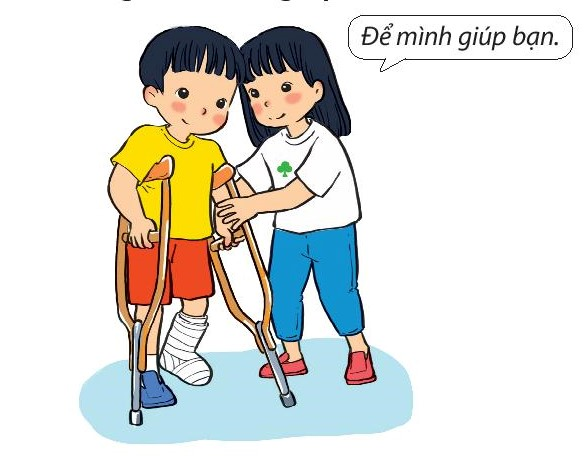 Để mình giúp bạn.